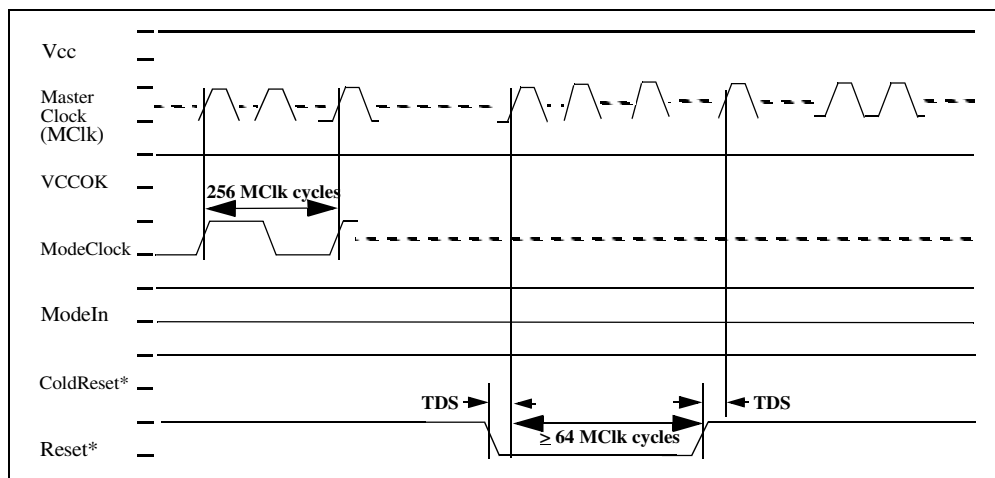 Vcc
Master
Clock
(MClk)
VCCOK
256 MClk cycles
ModeClock
ModeIn
ColdReset*
TDS
TDS
≥ 64 MClk cycles
Reset*